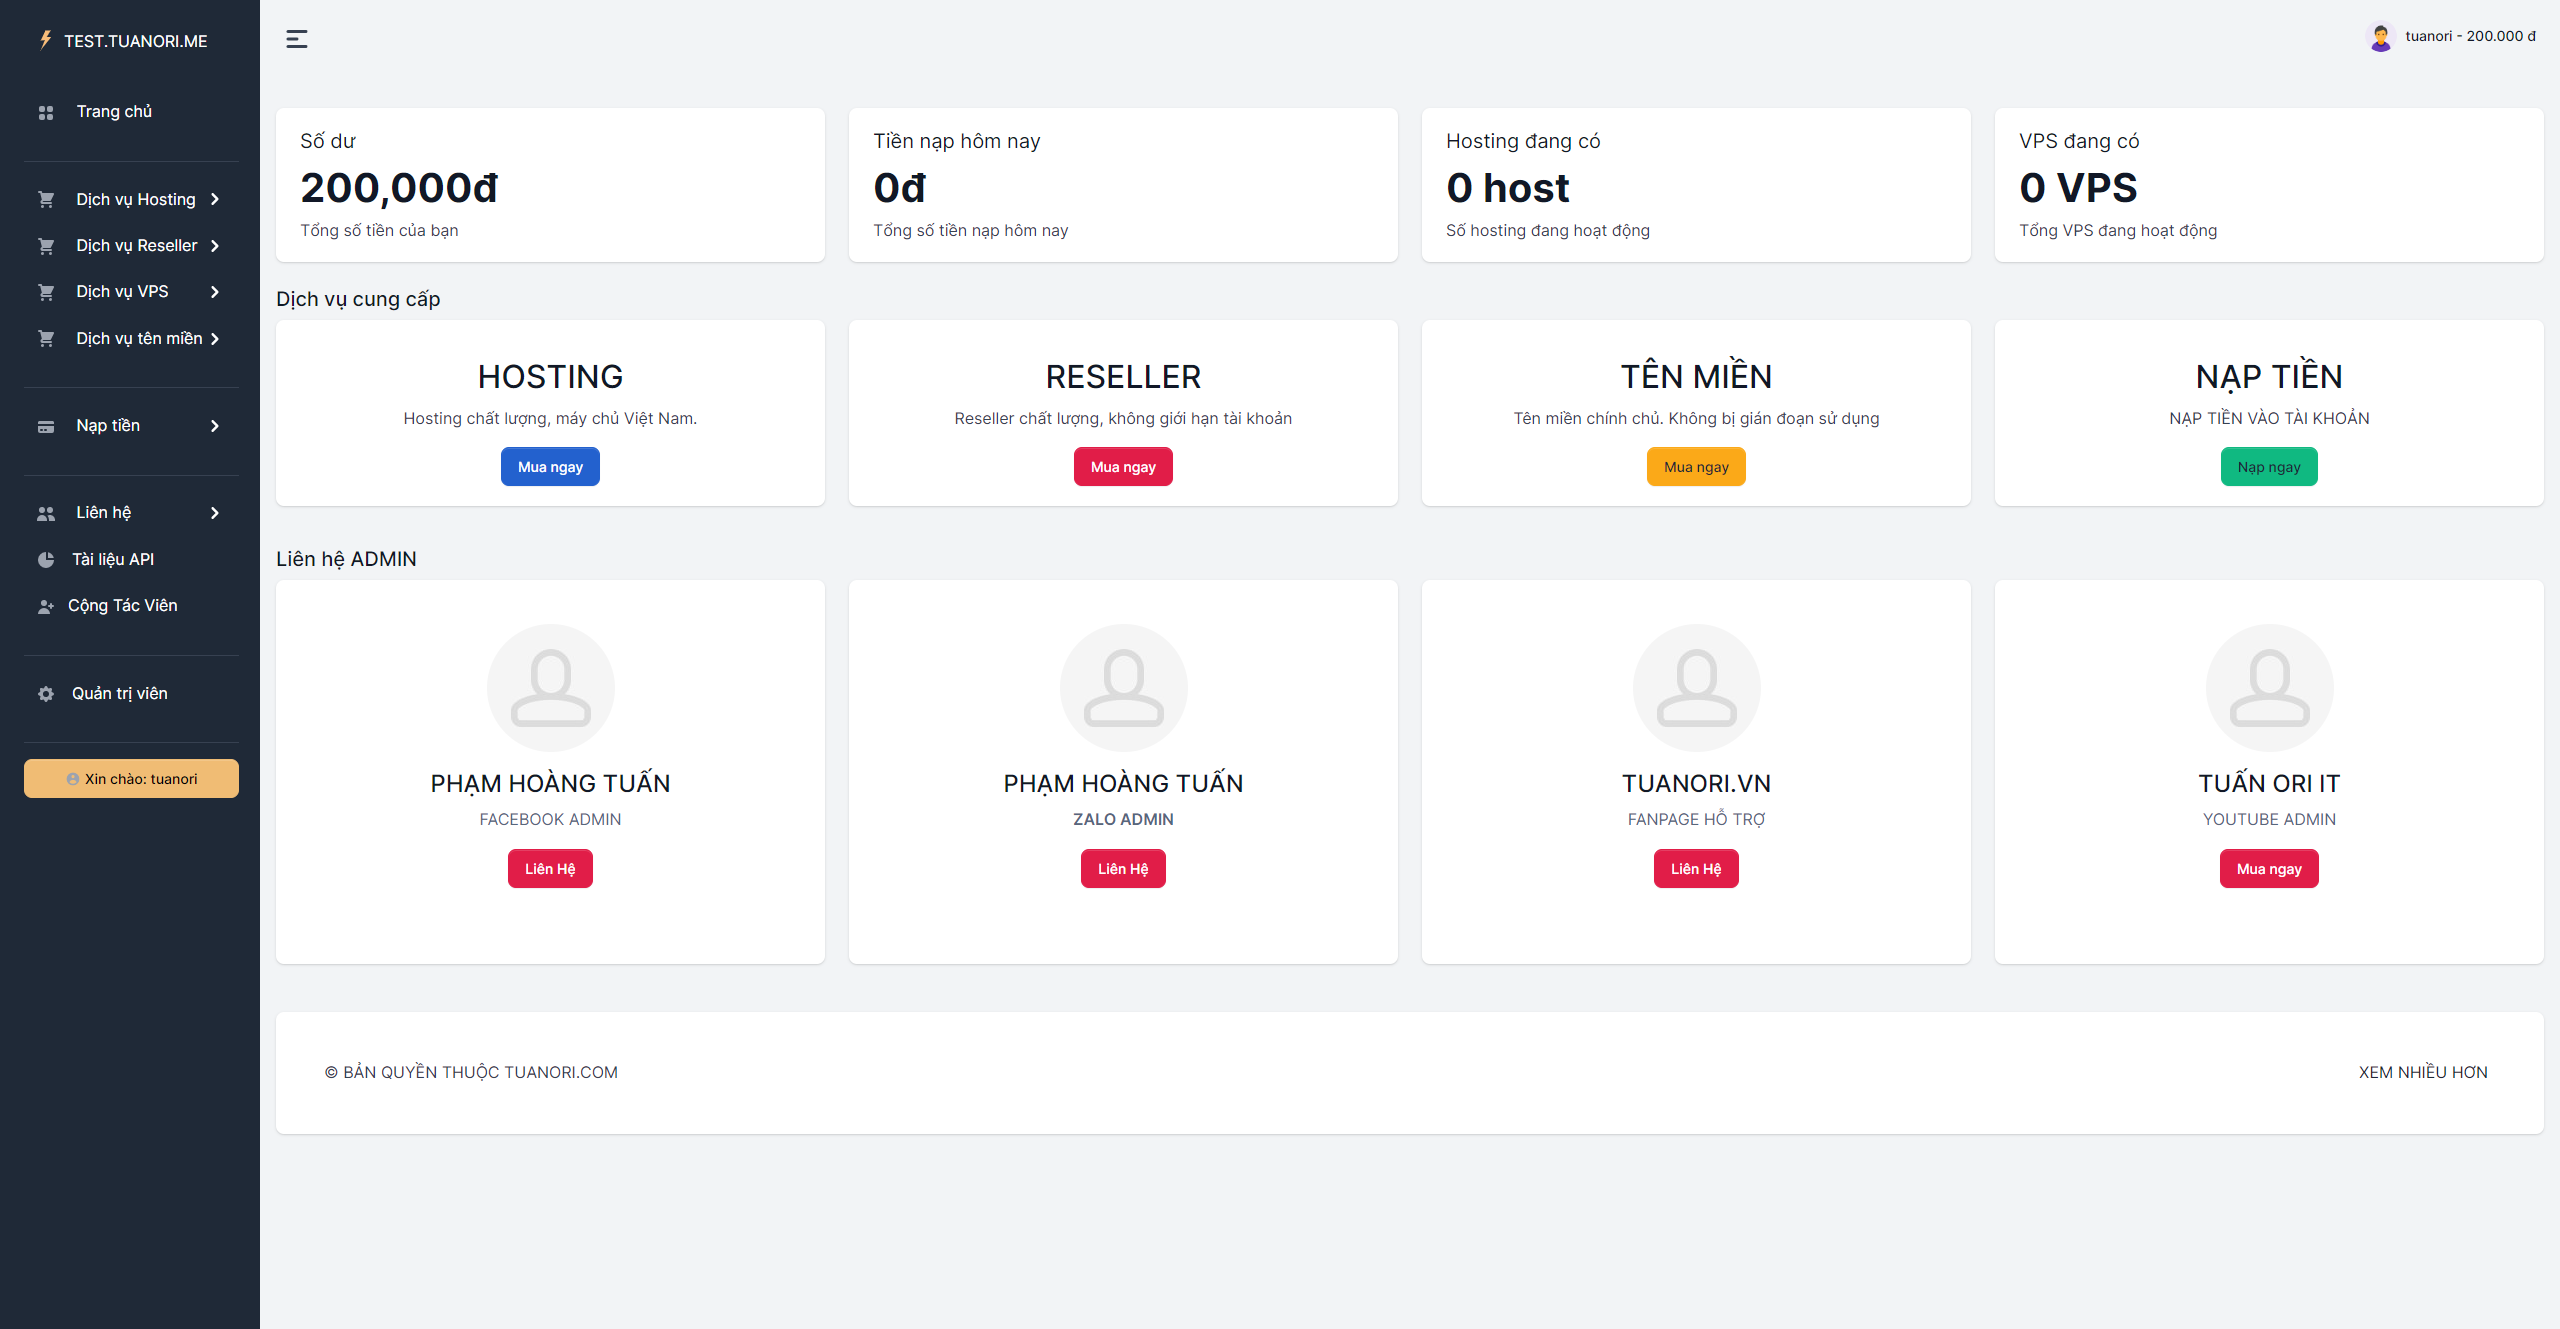 TEST.TUANORI.ME
Trang chủ
Dịch vụ Hosting
Dịch vụ Reseller
Dịch vụ VPS
Dịch vụ tên miền
Nạp tiền
Liên hệ
Tài liệu API
Cộng Tác Viên
Quản trị viên
Xin chào: tuanori
tuanori - 200.000 đ
Số dư
200,000đ
Tổng số tiền của bạn
Tiền nạp hôm nay
0đ
Tổng số tiền nạp hôm nay
Hosting đang có
0 host
Số hosting đang hoạt động
VPS đang có
0 VPS
Tổng VPS đang hoạt động
Dịch vụ cung cấp
HOSTING
Hosting chất lượng, máy chủ Việt Nam.
Mua ngay
RESELLER
Reseller chất lượng, không giới hạn tài khoản
Mua ngay
TÊN MIỀN
Tên miền chính chủ. Không bị gián đoạn sử dụng
Mua ngay
NẠP TIỀN
NẠP TIỀN VÀO TÀI KHOẢN
Nạp ngay
Liên hệ ADMIN
PHẠM HOÀNG TUẤN
FACEBOOK ADMIN
Liên Hệ
PHẠM HOÀNG TUẤN
ZALO ADMIN
Liên Hệ
TUANORI.VN
FANPAGE HỖ TRỢ
Liên Hệ
TUẤN ORI IT
YOUTUBE ADMIN
Mua ngay
© BẢN QUYỀN THUỘC TUANORI.COM
XEM NHIỀU HƠN